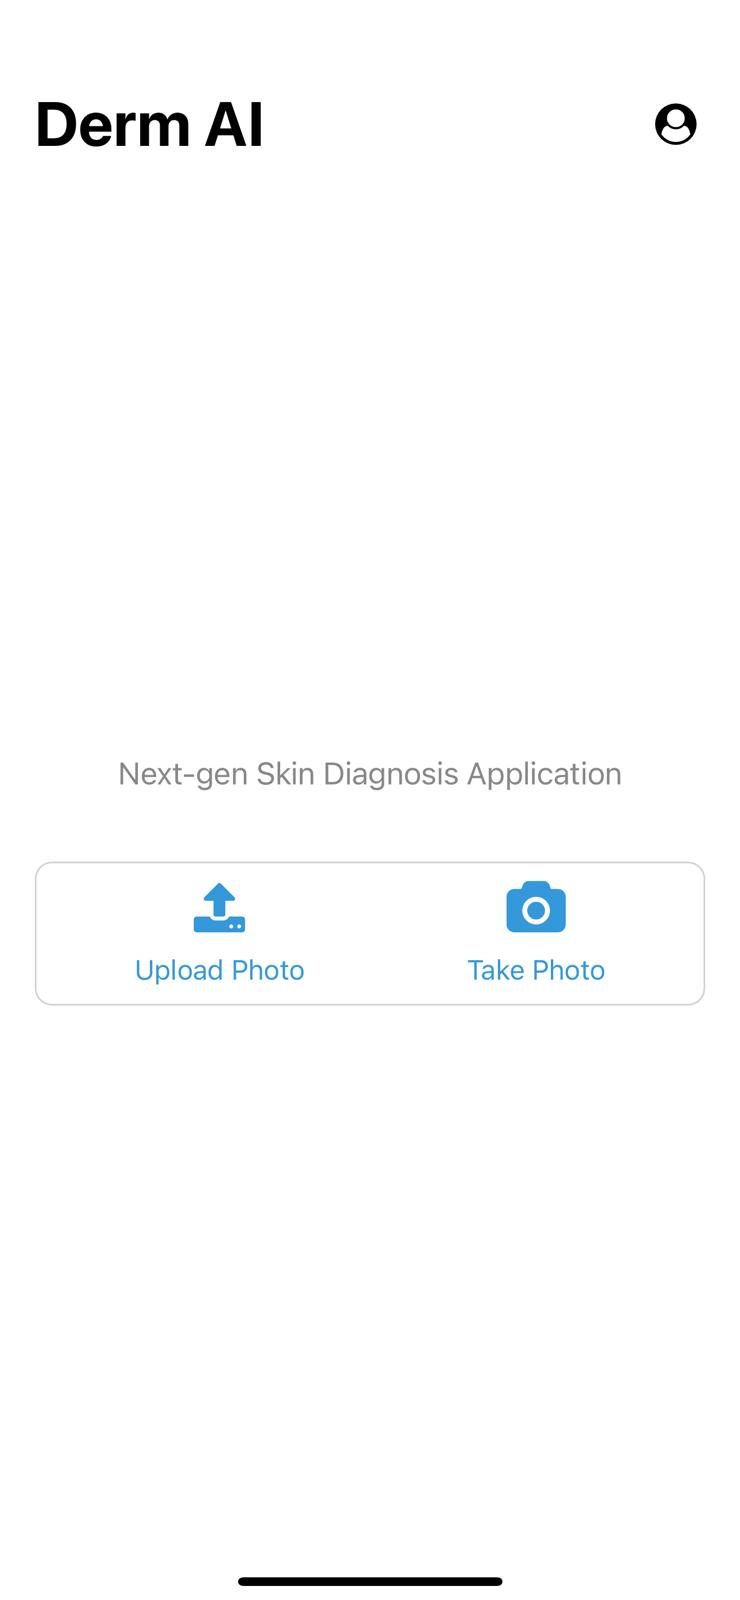 Derm AI
Next-gen Skin Diagnosis Application
Upload Photo
Take Photo